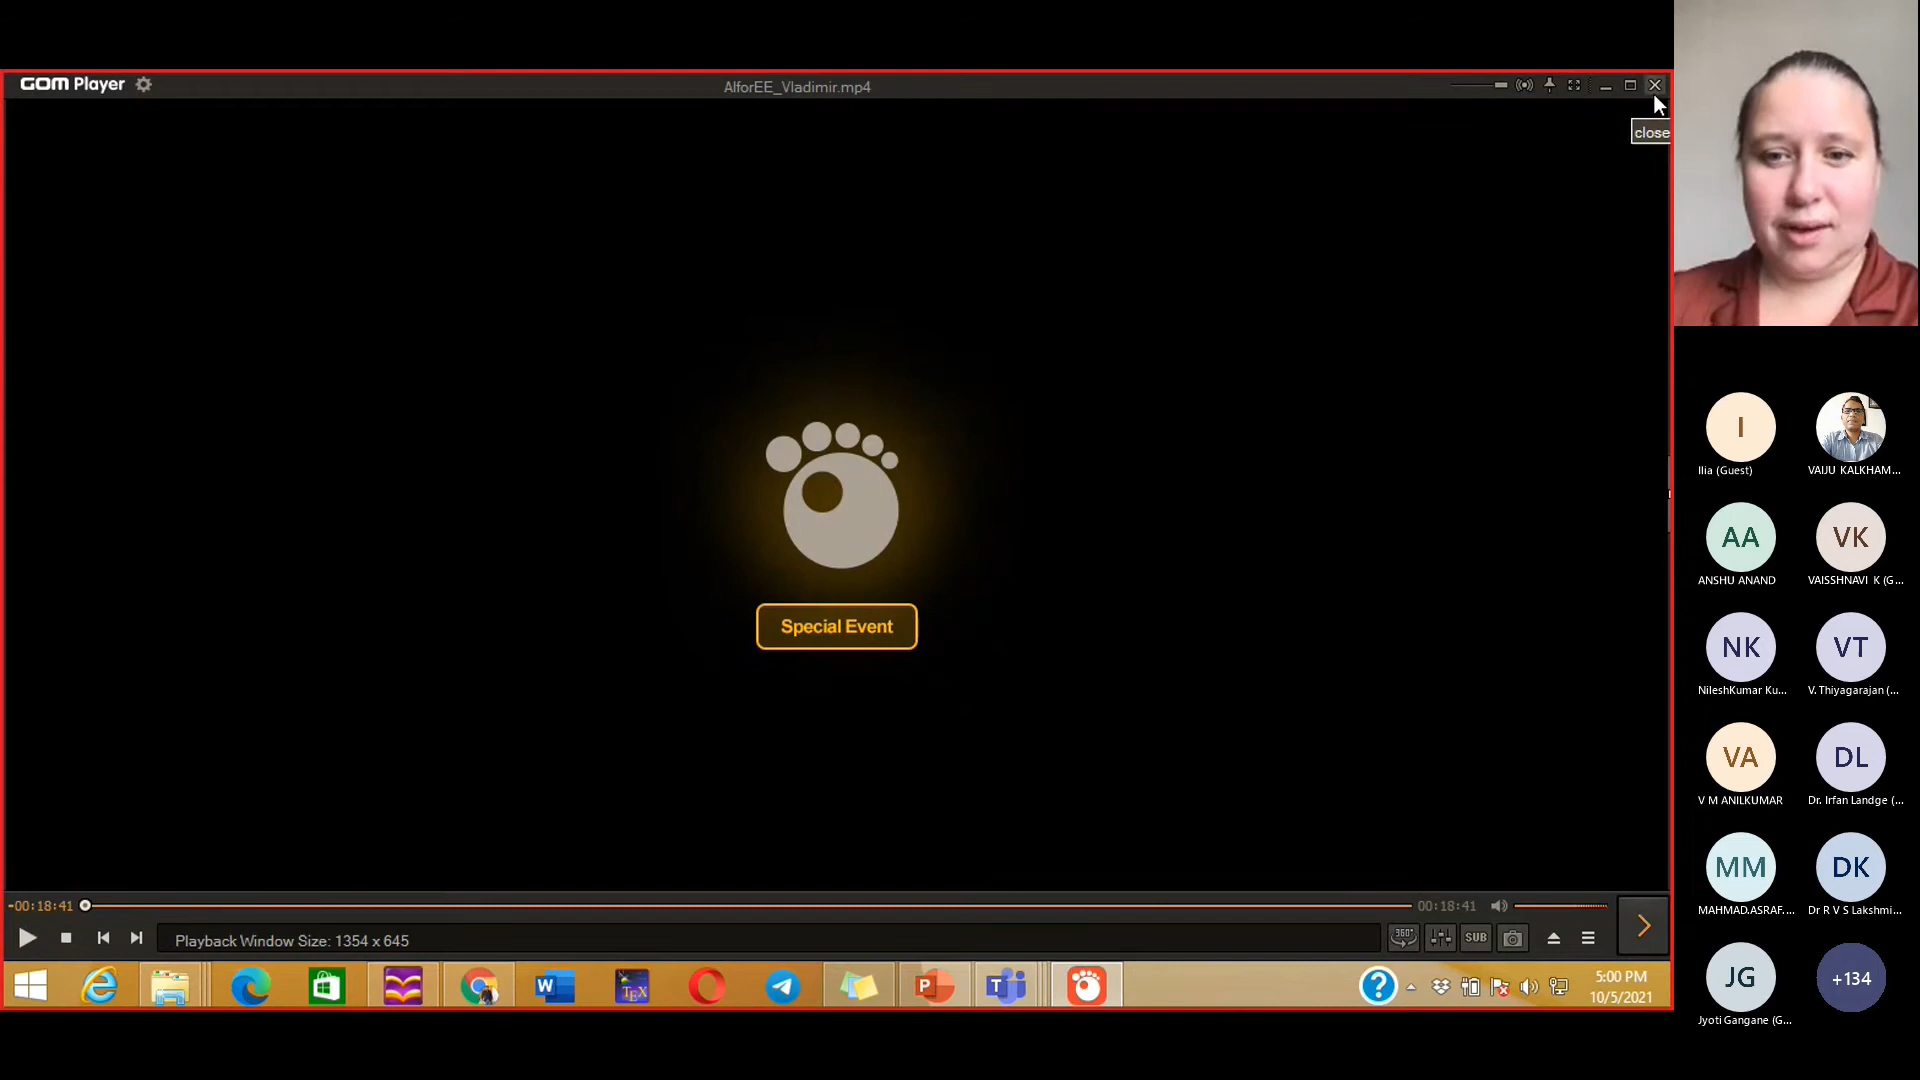 GOM Player
AlforEE_Vladimir.mp4
close
Special Event
-00:18:41
00:18:41
Playback Window Size: 1354 x 645
360°
SUB
W
TEX
P
T
?
5:00 PM
10/5/2021
I
Ilia (Guest)
VAIJU KALKHAM...
AA
ANSHU ANAND
VK
VAISSHNAVI K (G...
NK
NileshKumar Ku...
VT
V. Thiyagarajan (...
VA
V M ANILKUMAR
DL
Dr. Irfan Landge (...
MM
MAHMAD.ASRAF....
DK
Dr R V S Lakshmi...
JG
Jyoti Gangane (G...
+134